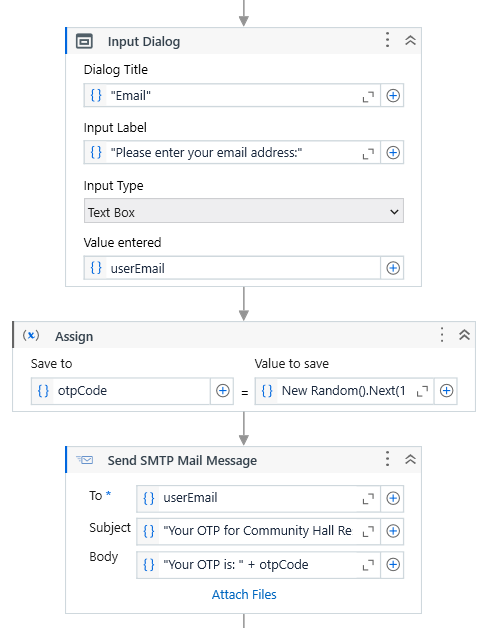 Input Dialog
Dialog Title
"Email"
Input Label
"Please enter your email address:"
Input Type
Text Box
Value entered
userEmail
(x) Assign
Save to Value to save
otpCode = New Random().Next(1
Send SMTP Mail Message
To * userEmail
Subject "Your OTP for Community Hall Re
Body "Your OTP is: " + otpCode
Attach Files